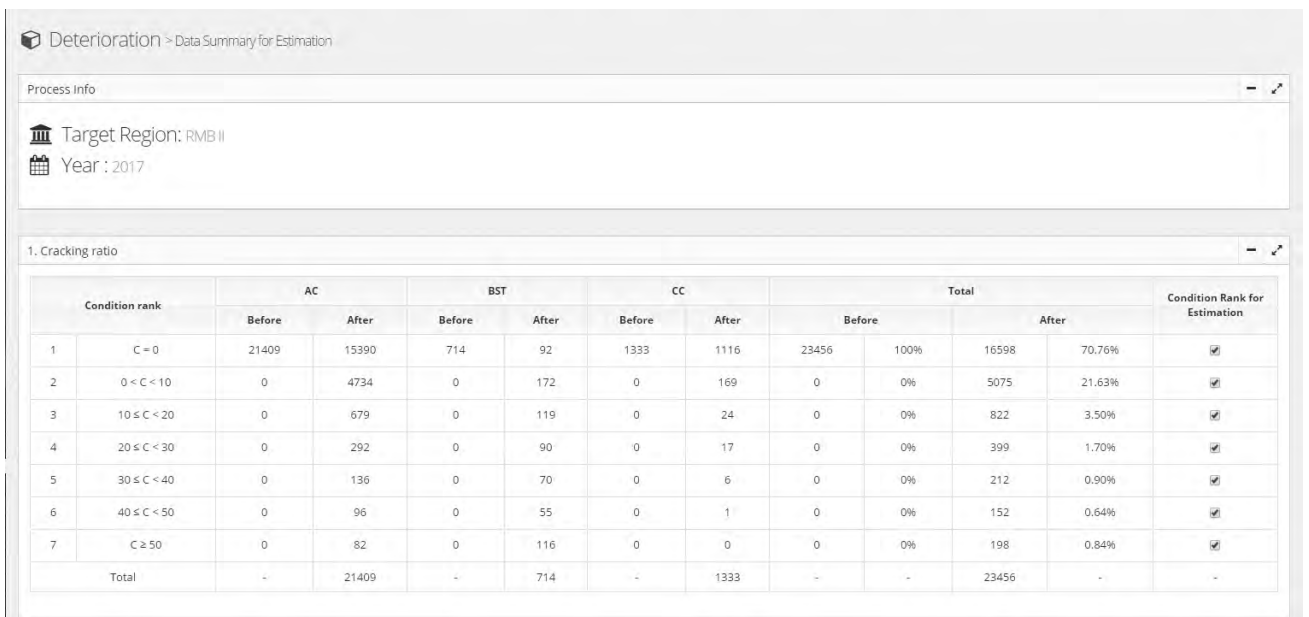 Deterioration > Data Summary for Estimation
Process Info
Target Region: RMB II
Year : 2017
1. Cracking ratio
Condition rank AC BST CC Total Condition Rank for Estimation
Before After Before After Before After Before After
1 C = 0 21409 15390 714 92 1333 1116 23456 100% 16598 70.76%
2 0 < C < 10 0 4734 0 172 0 169 0 0% 5075 21.63%
3 10 ≤ C < 20 0 679 0 119 0 24 0 0% 822 3.50%
4 20 ≤ C < 30 0 292 0 90 0 17 0 0% 399 1.70%
5 30 ≤ C < 40 0 136 0 70 0 6 0 0% 212 0.90%
6 40 ≤ C < 50 0 96 0 55 0 1 0 0% 152 0.64%
7 C ≥ 50 0 82 0 116 0 0 0 0% 198 0.84%
Total - 21409 - 714 - 1333 - - 23456 - -